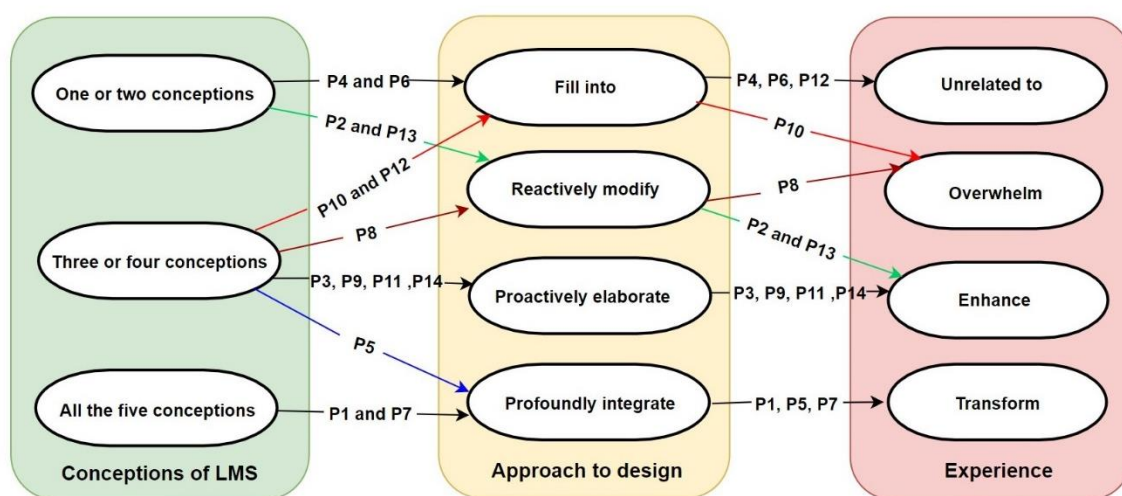 One or two conceptions
P4 and P6
Fill into
P4, P6, P12
Unrelated to
P2 and P13
P10
P10 and P12
Reactively modify
P8
Overwhelm
P8
P2 and P13
Three or four conceptions
P3, P9, P11 ,P14
Proactively elaborate
P3, P9, P11 ,P14
Enhance
P5
All the five conceptions
P1 and P7
Profoundly integrate
P1, P5, P7
Transform
Conceptions of LMS
Approach to design
Experience